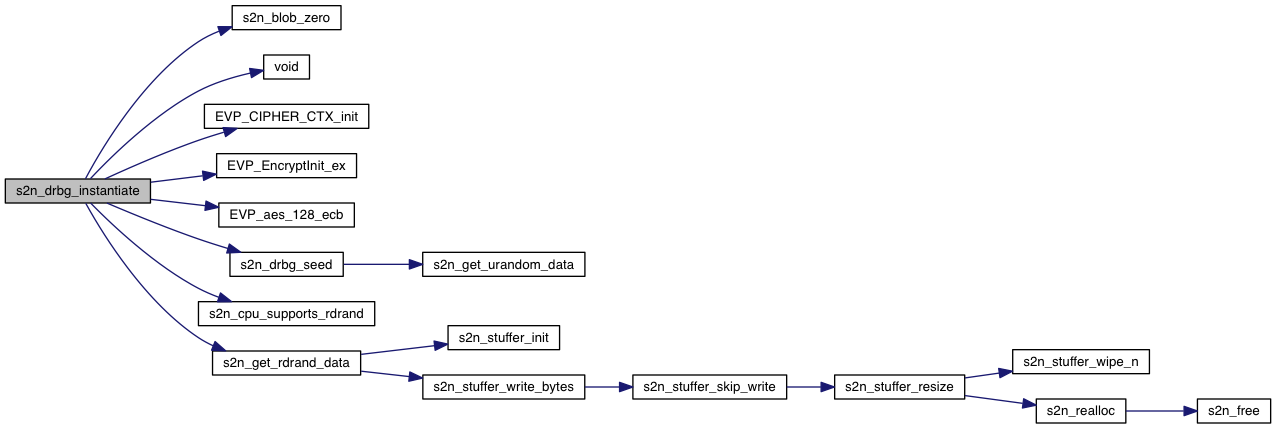 s2n_blob_zero
void
EVP_CIPHER_CTX_init
EVP_EncryptInit_ex
s2n_drbg_instantiate
EVP_aes_128_ecb
s2n_drbg_seed
s2n_get_urandom_data
s2n_cpu_supports_rdrand
s2n_stuffer_init
s2n_get_rdrand_data
s2n_stuffer_wipe_n
s2n_stuffer_write_bytes
s2n_stuffer_skip_write
s2n_stuffer_resize
s2n_realloc
s2n_free